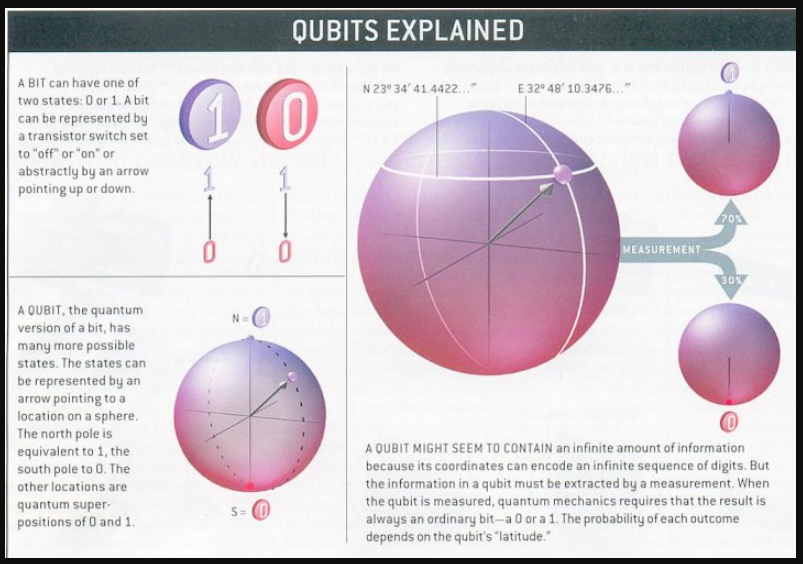 QUBITS EXPLAINED
A BIT can have one of
two states: 0 or 1. A bit
can be represented by
a transistor switch set
to “off” or “on” or
abstractly by an arrow
pointing up or down.
1 0
1 1
0 0
A QUBIT, the quantum
version of a bit, has
many more possible
states. The states can
be represented by an
arrow pointing to a
location on a sphere.
The north pole is
equivalent to 1, the
south pole to 0. The
other locations are
quantum super-
positions of 0 and 1.
N = 1
S = 0
N 23° 34′ 41.4422...″ E 32° 48′ 10.3476...″
1
70%
MEASUREMENT
30%
0
A QUBIT MIGHT SEEM TO CONTAIN an infinite amount of information
because its coordinates can encode an infinite sequence of digits. But
the information in a qubit must be extracted by a measurement. When
the qubit is measured, quantum mechanics requires that the result is
always an ordinary bit—a 0 or a 1. The probability of each outcome
depends on the qubit’s “latitude.”